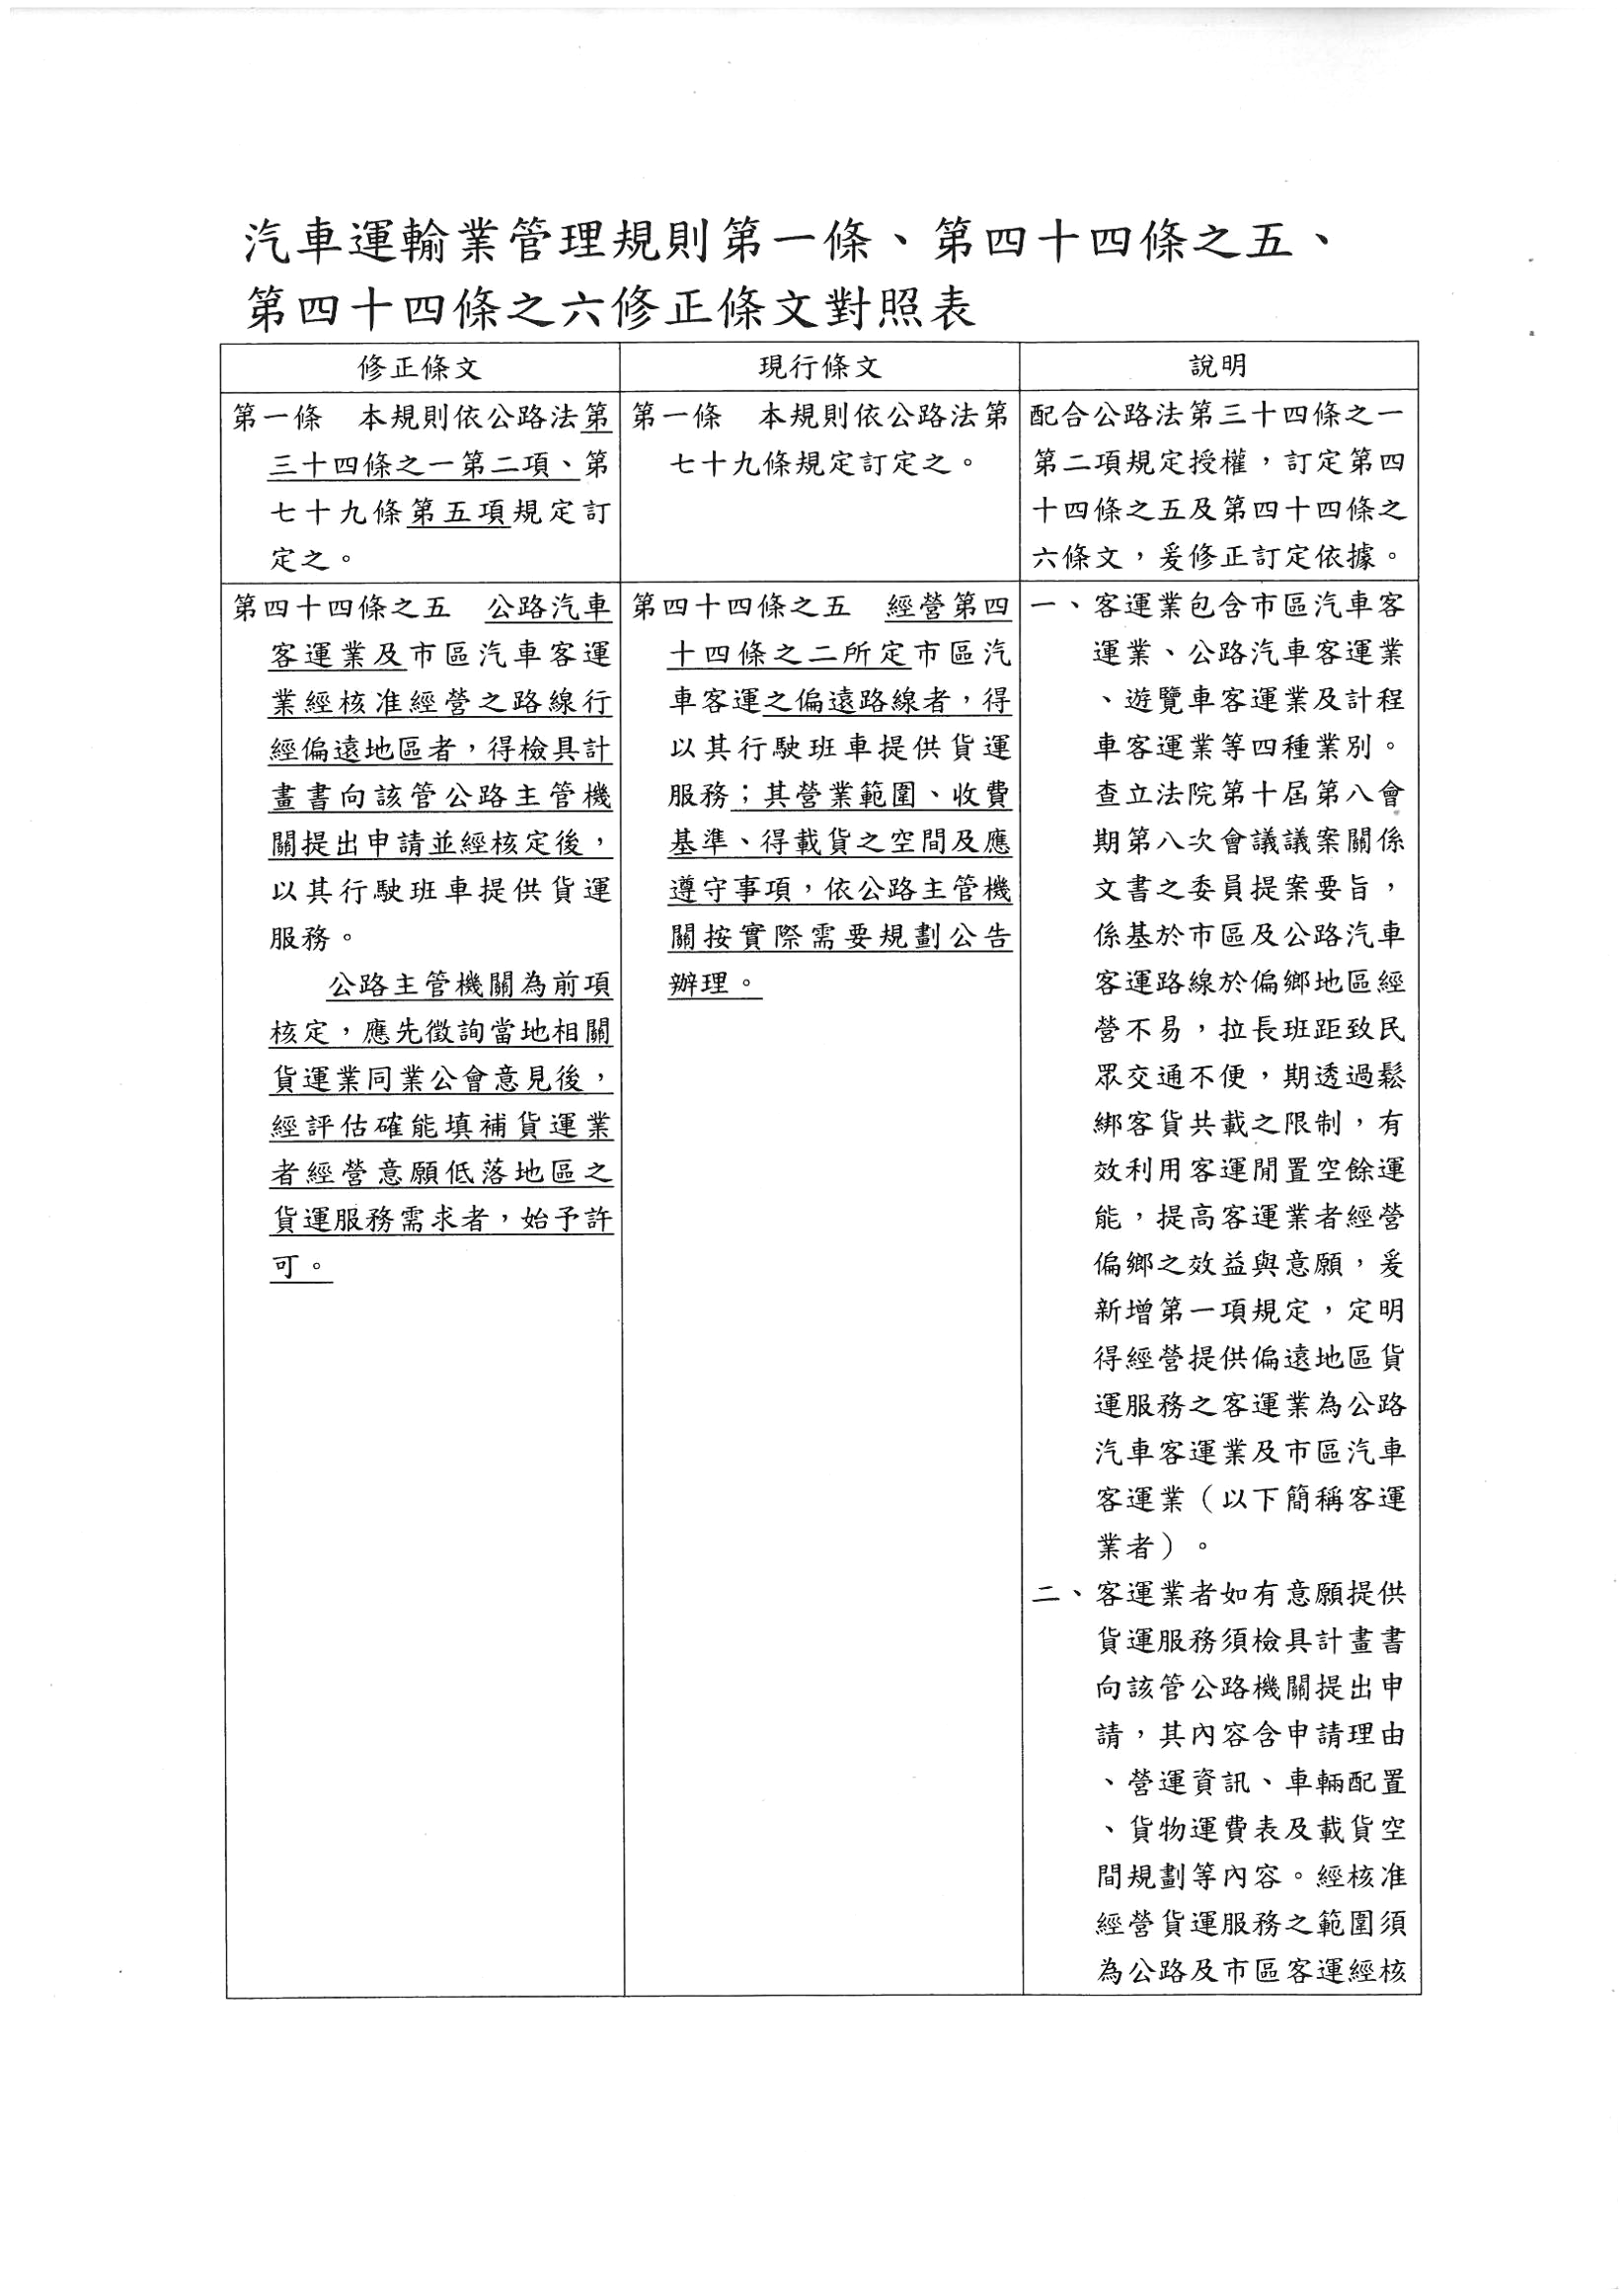 汽車運輸業管理規則第一條、第四十四條之五、
第四十四條之六修正條文對照表
修正條文
現行條文
說明
第一條　本規則依公路法第
三十四條之一第二項、第
七十九條第五項規定訂
定之。
第一條　本規則依公路法第
七十九條規定訂定之。
配合公路法第三十四條之一
第二項規定授權，訂定第四
十四條之五及第四十四條之
六條文，爰修正訂定依據。
第四十四條之五　公路汽車
客運業及市區汽車客運
業經核准經營之路線行
經偏遠地區者，得檢具計
畫書向該管公路主管機
關提出申請並經核定後，
以其行駛班車提供貨運
服務。
公路主管機關為前項
核定，應先徵詢當地相關
貨運業同業公會意見後，
經評估確能填補貨運業
者經營意願低落地區之
貨運服務需求者，始予許
可。
第四十四條之五　經營第四
十四條之二所定市區汽
車客運之偏遠路線者，得
以其行駛班車提供貨運
服務；其營業範圍、收費
基準、得載貨之空間及應
遵守事項，依公路主管機
關按實際需要規劃公告
辦理。
一、客運業包含市區汽車客
運業、公路汽車客運業
、遊覽車客運業及計程
車客運業等四種業別。
查立法院第十屆第八會
期第八次會議議案關係
文書之委員提案要旨，
係基於市區及公路汽車
客運路線於偏鄉地區經
營不易，拉長班距致民
眾交通不便，期透過鬆
綁客貨共載之限制，有
效利用客運閒置空餘運
能，提高客運業者經營
偏鄉之效益與意願，爰
新增第一項規定，定明
得經營提供偏遠地區貨
運服務之客運業為公路
汽車客運業及市區汽車
客運業（以下簡稱客運
業者）。
二、客運業者如有意願提供
貨運服務須檢具計畫書
向該管公路機關提出申
請，其內容含申請理由
、營運資訊、車輛配置
、貨物運費表及載貨空
間規劃等內容。經核准
經營貨運服務之範圍須
為公路及市區客運經核